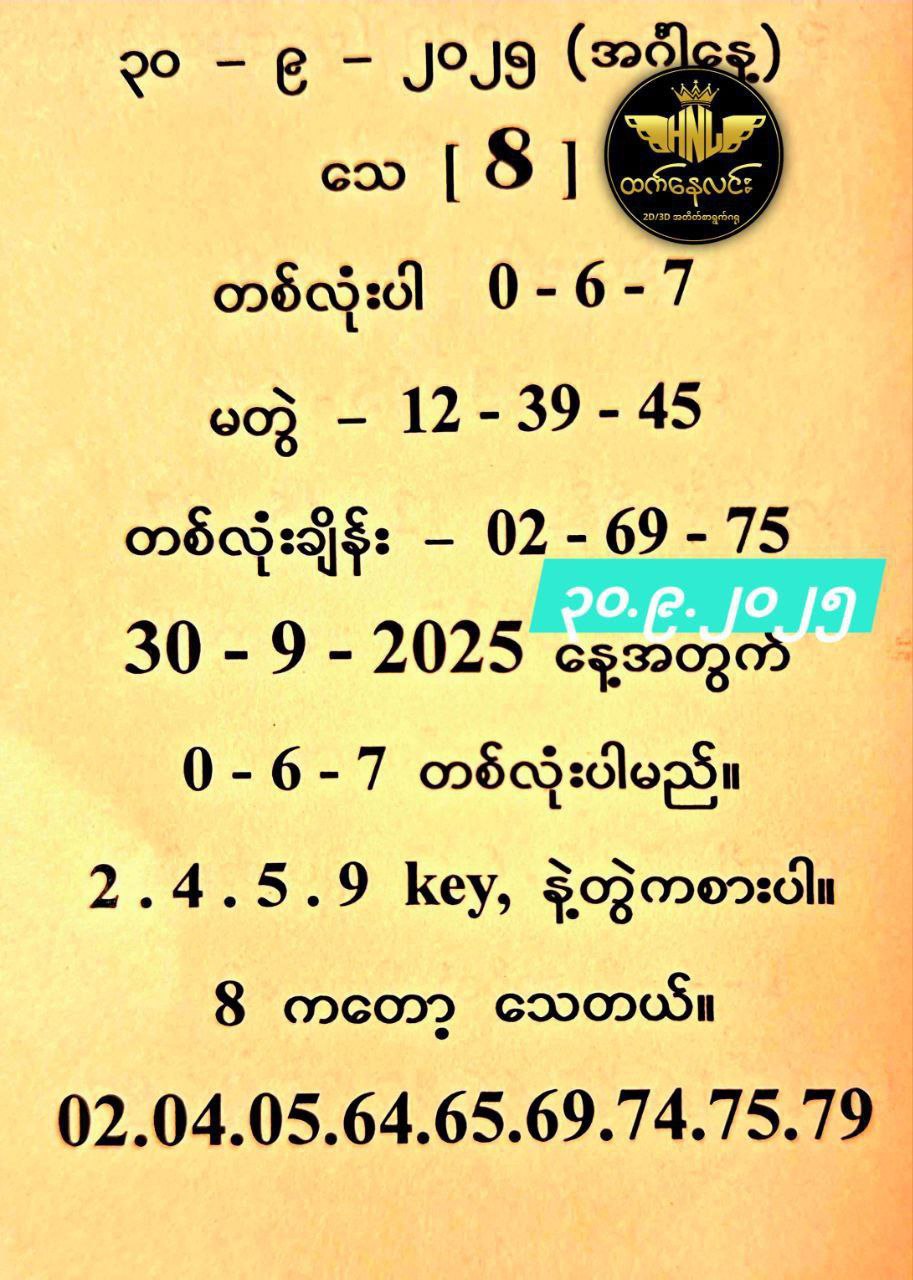 ၃၀ - ၉ - ၂၀၂၅ (အင်္ဂါနေ့)
သေ [ 8 ]
HNL
ထက်နေလင်း
2D/3D အတိတ်စာရွက်ဂရု
တစ်လုံးပါ 0 - 6 - 7
မတွဲ - 12 - 39 - 45
တစ်လုံးချိန်း - 02 - 69 - 75
၃၀.၉.၂၀၂၅
30 - 9 - 2025 နေ့အတွက်
0 - 6 - 7 တစ်လုံးပါမည်။
2 . 4 . 5 . 9 key, နဲ့တွဲကစားပါ။
8 ကတော့ သေတယ်။
02.04.05.64.65.69.74.75.79